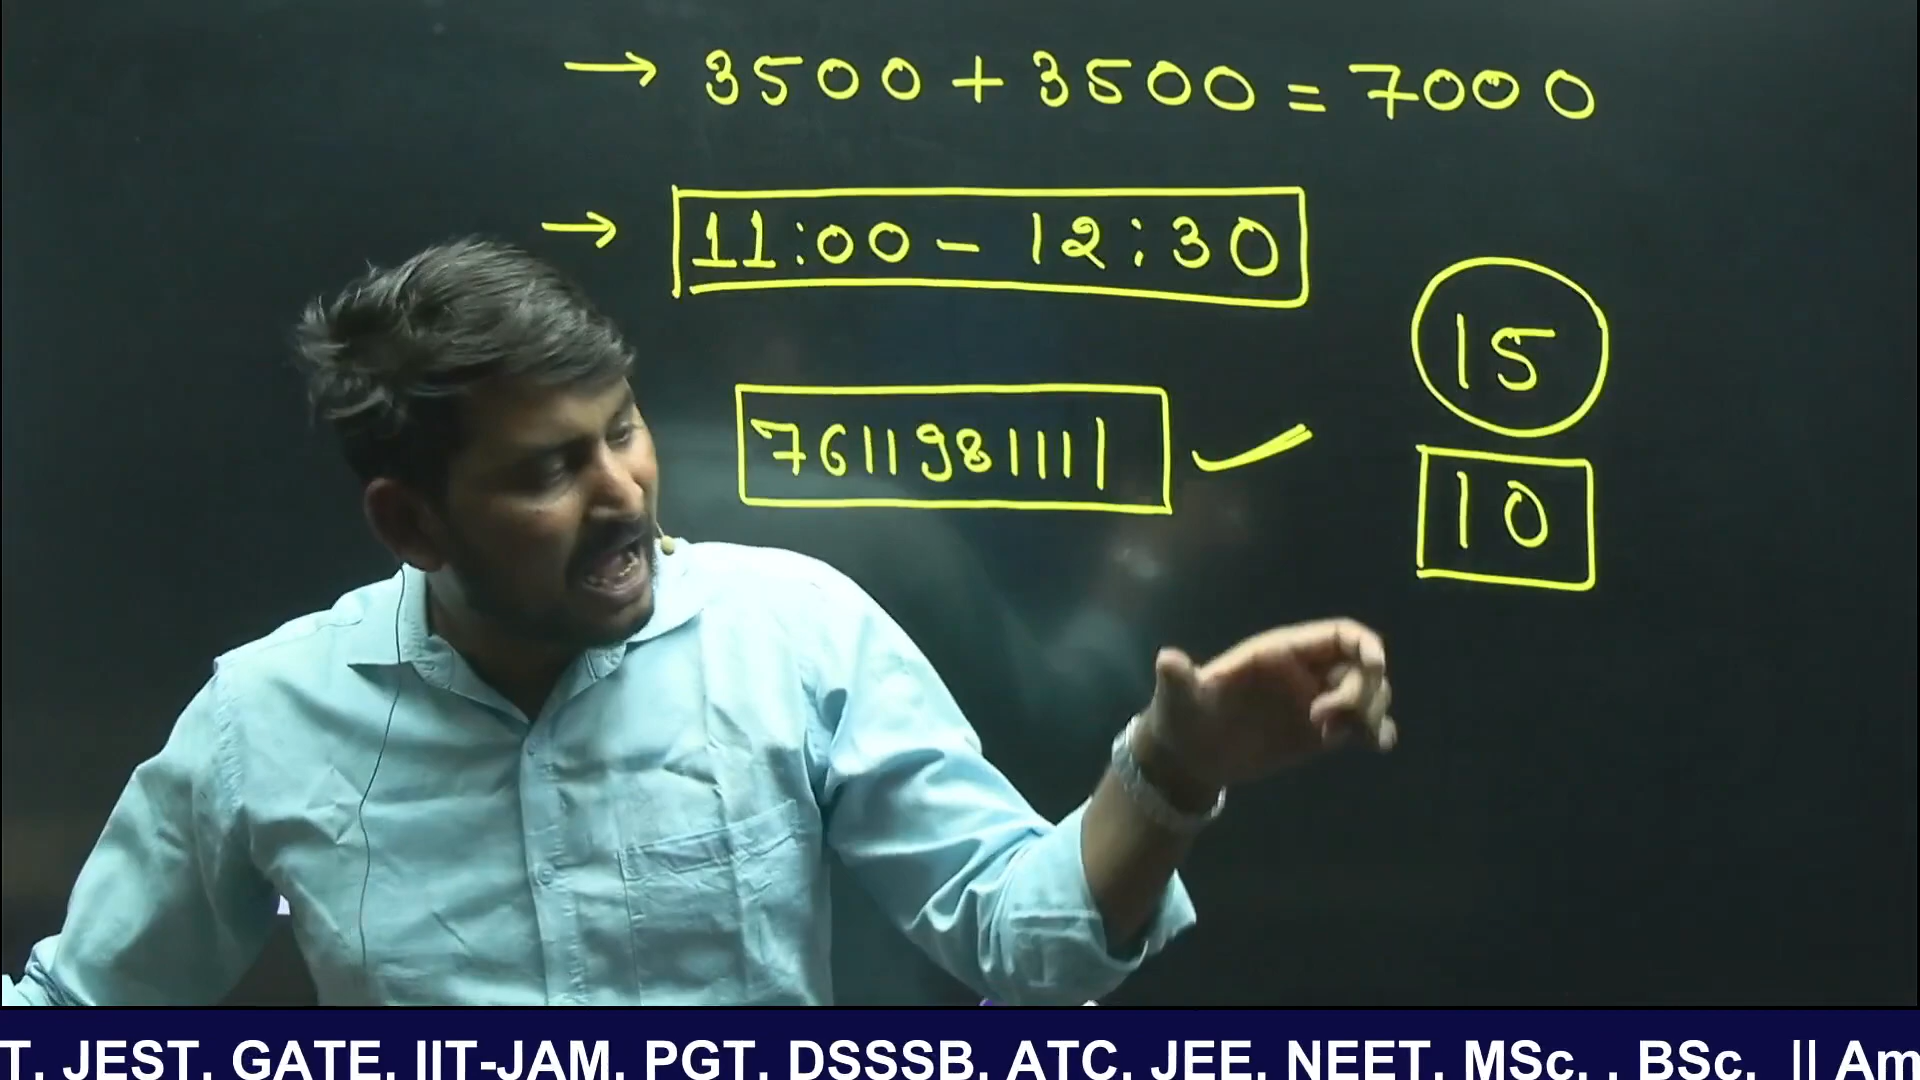 → 3500 + 3500 = 7000
→ 11:00 - 12:30
15
7611981111 ✓
10
T, JEST, GATE, IIT-JAM, PGT, DSSSB, ATC, JEE, NEET, MSc, , BSc, || Am